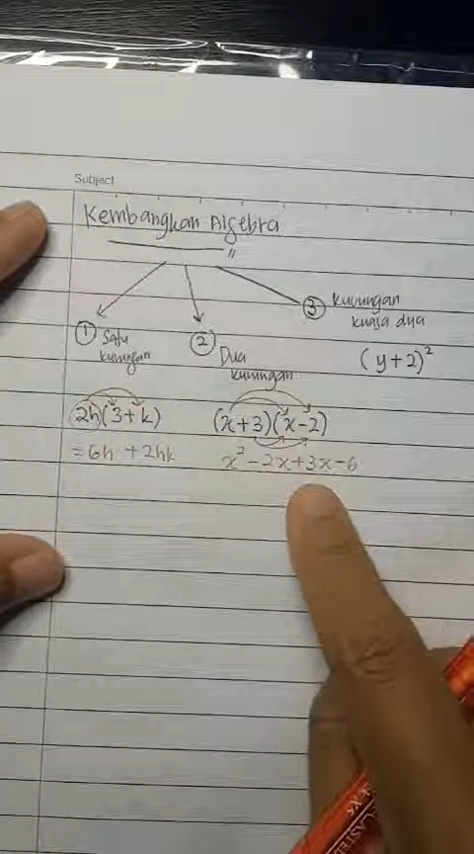 Subject
Kembangkan Algebra
① Satu
kurungan
② Dua
kurungan
③ kurungan
kuasa dua
(y+2)²
2h(3+k)
= 6h + 2hk
(x+3)(x-2)
x² - 2x + 3x - 6